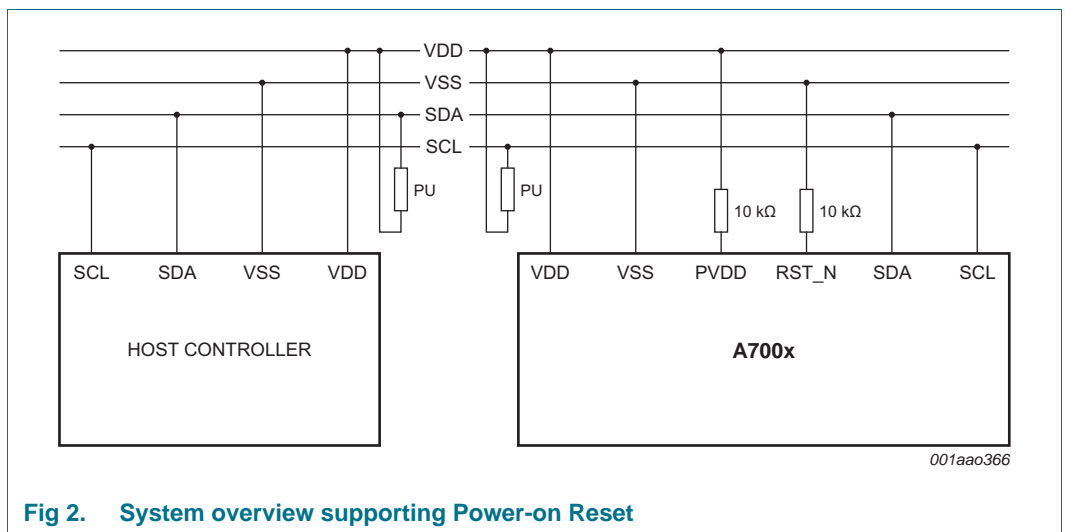 VDD
VSS
SDA
SCL
PU
PU
10 kΩ
10 kΩ
SCL SDA VSS VDD
VDD VSS PVDD RST_N SDA SCL
HOST CONTROLLER
A700x
001aao366
Fig 2. System overview supporting Power-on Reset